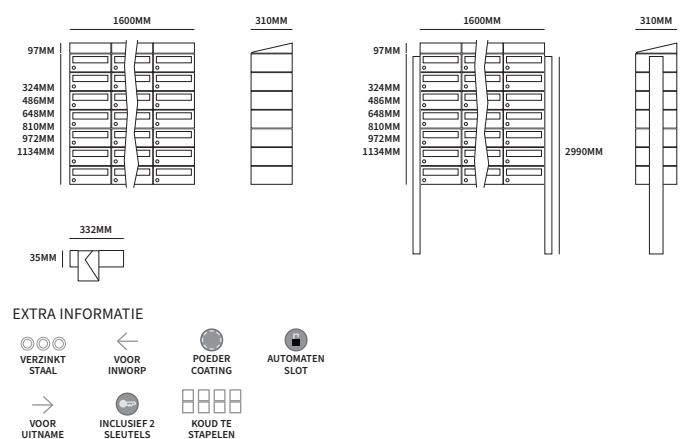 1600MM
310MM
97MM
324MM
486MM
648MM
810MM
972MM
1134MM
1600MM
310MM
97MM
324MM
486MM
648MM
810MM
972MM
1134MM
2990MM
332MM
35MM
EXTRA INFORMATIE
VERZINKT
STAAL
VOOR
INWORP
POEDER
COATING
AUTOMATEN
SLOT
VOOR
UITNAME
INCLUSIEF 2
SLEUTELS
KOUD TE
STAPELEN